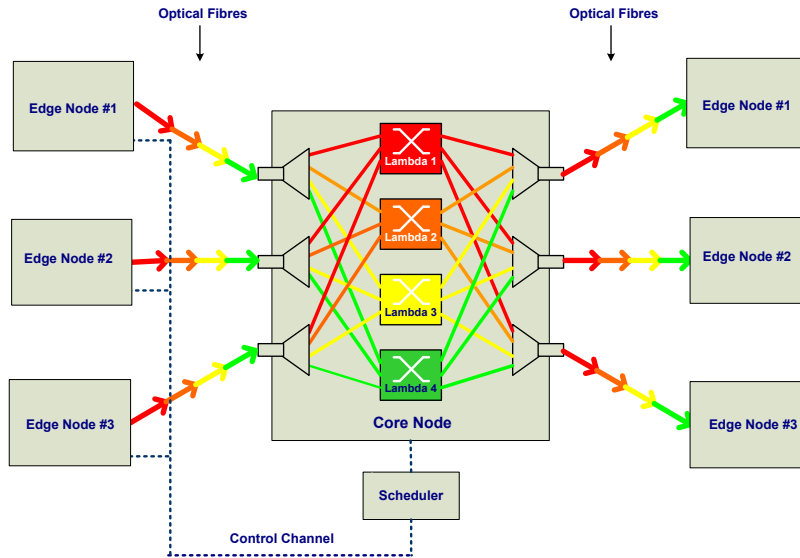 Optical Fibres
Optical Fibres
Edge Node #1
Edge Node #1
Lambda 1
Lambda 2
Edge Node #2
Edge Node #2
Lambda 3
Lambda 4
Edge Node #3
Edge Node #3
Core Node
Scheduler
Control Channel